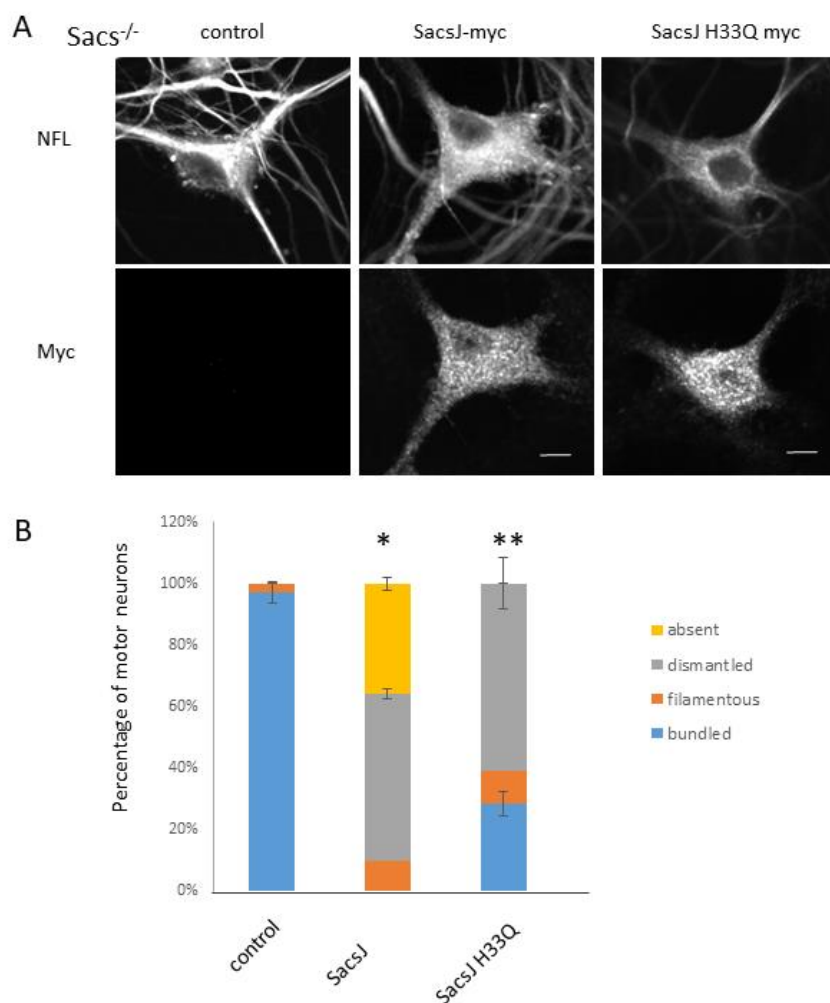 A
Sacs-/- control SacsJ-myc SacsJ H33Q myc
NFL
Myc
B
Percentage of motor neurons
120%
100%
80%
60%
40%
20%
0%
* **
control SacsJ SacsJ H33Q
absent
dismantled
filamentous
bundled